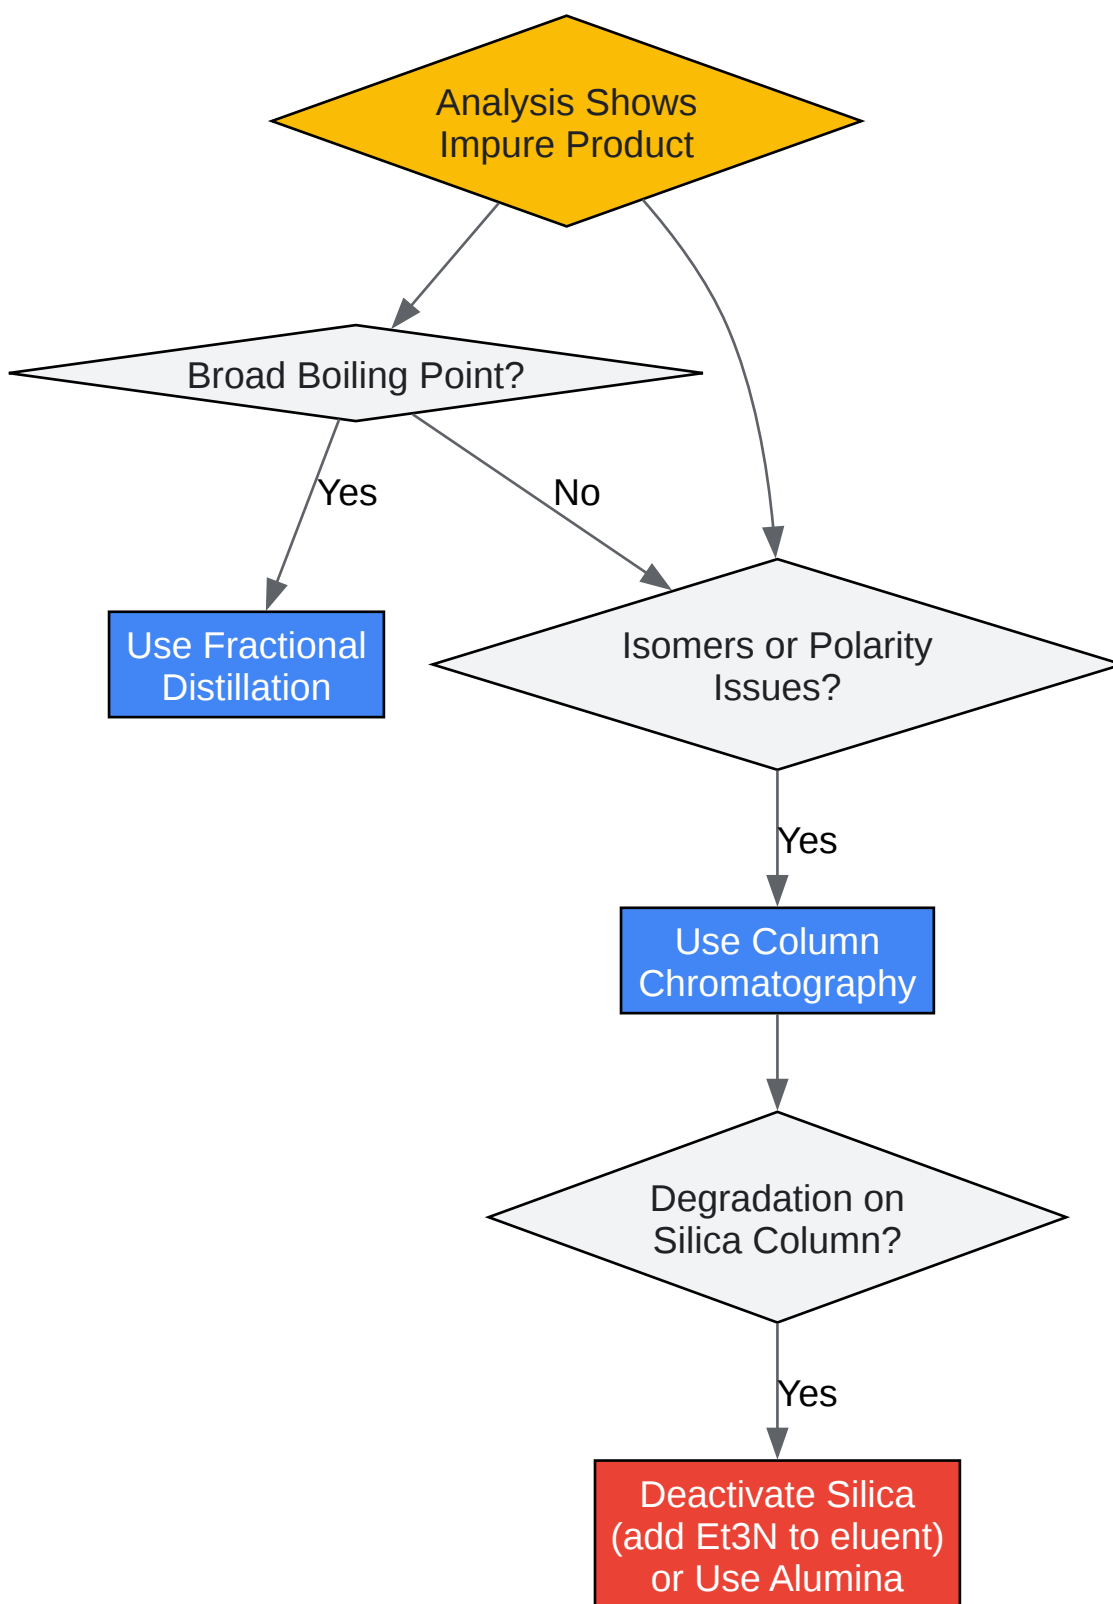 Analysis Shows
Impure Product
Broad Boiling Point?
Yes
No
Use Fractional
Distillation
Isomers or Polarity
Issues?
Yes
Use Column
Chromatography
Degradation on
Silica Column?
Yes
Deactivate Silica
(add Et3N to eluent)
or Use Alumina